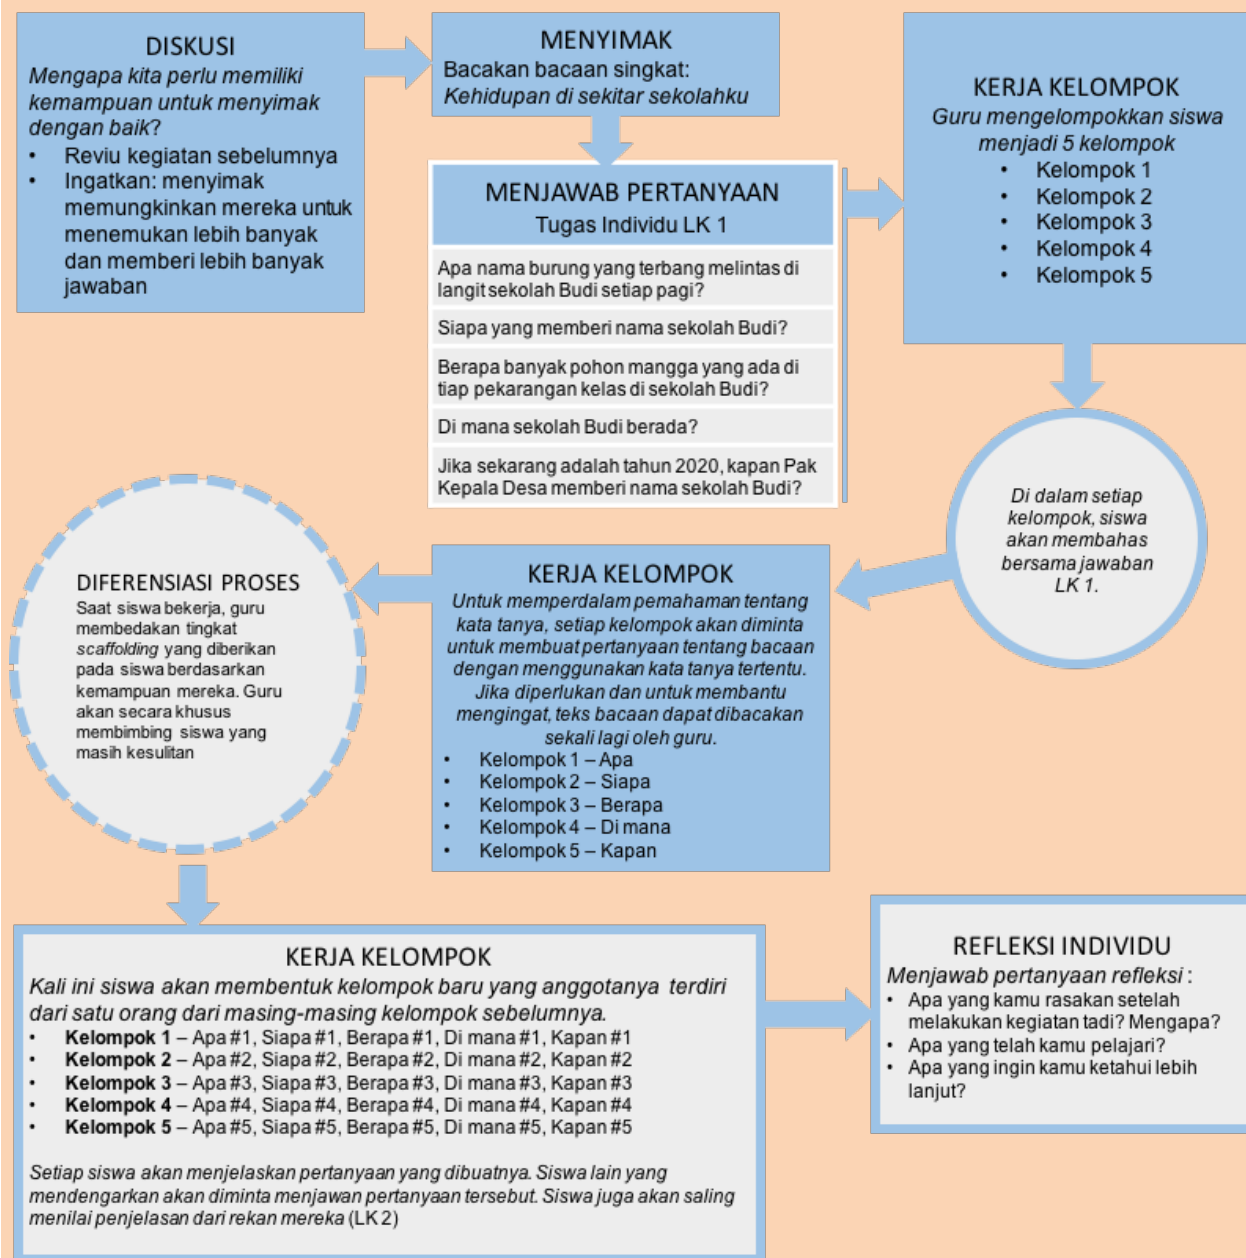 DISKUSI
Mengapa kita perlu memiliki
kemampuan untuk menyimak
dengan baik?
• Reviu kegiatan sebelumnya
• Ingatkan: menyimak
memungkinkan mereka untuk
menemukan lebih banyak
dan memberi lebih banyak
jawaban
MENYIMAK
Bacakan bacaan singkat:
Kehidupan di sekitar sekolahku
MENJAWAB PERTANYAAN
Tugas Individu LK 1
Apa nama burung yang terbang melintas di
langit sekolah Budi setiap pagi?
Siapa yang memberi nama sekolah Budi?
Berapa banyak pohon mangga yang ada di
tiap pekarangan kelas di sekolah Budi?
Di mana sekolah Budi berada?
Jika sekarang adalah tahun 2020, kapan Pak
Kepala Desa memberi nama sekolah Budi?
KERJA KELOMPOK
Guru mengelompokkan siswa
menjadi 5 kelompok
• Kelompok 1
• Kelompok 2
• Kelompok 3
• Kelompok 4
• Kelompok 5
Di dalam setiap
kelompok, siswa
akan membahas
bersama jawaban
LK 1.
KERJA KELOMPOK
Untuk memperdalam pemahaman tentang
kata tanya, setiap kelompok akan diminta
untuk membuat pertanyaan tentang bacaan
dengan menggunakan kata tanya tertentu.
Jika diperlukan dan untuk membantu
mengingat, teks bacaan dapat dibacakan
sekali lagi oleh guru.
• Kelompok 1 – Apa
• Kelompok 2 – Siapa
• Kelompok 3 – Berapa
• Kelompok 4 – Di mana
• Kelompok 5 – Kapan
DIFERENSIASI PROSES
Saat siswa bekerja, guru
membedakan tingkat
scaffolding yang diberikan
pada siswa berdasarkan
kemampuan mereka. Guru
akan secara khusus
membimbing siswa yang
masih kesulitan
KERJA KELOMPOK
Kali ini siswa akan membentuk kelompok baru yang anggotanya terdiri
dari satu orang dari masing-masing kelompok sebelumnya.
• Kelompok 1 – Apa #1, Siapa #1, Berapa #1, Di mana #1, Kapan #1
• Kelompok 2 – Apa #2, Siapa #2, Berapa #2, Di mana #2, Kapan #2
• Kelompok 3 – Apa #3, Siapa #3, Berapa #3, Di mana #3, Kapan #3
• Kelompok 4 – Apa #4, Siapa #4, Berapa #4, Di mana #4, Kapan #4
• Kelompok 5 – Apa #5, Siapa #5, Berapa #5, Di mana #5, Kapan #5
Setiap siswa akan menjelaskan pertanyaan yang dibuatnya. Siswa lain yang
mendengarkan akan diminta menjawan pertanyaan tersebut. Siswa juga akan saling
menilai penjelasan dari rekan mereka (LK 2)
REFLEKSI INDIVIDU
Menjawab pertanyaan refleksi :
• Apa yang kamu rasakan setelah
melakukan kegiatan tadi? Mengapa?
• Apa yang telah kamu pelajari?
• Apa yang ingin kamu ketahui lebih
lanjut?